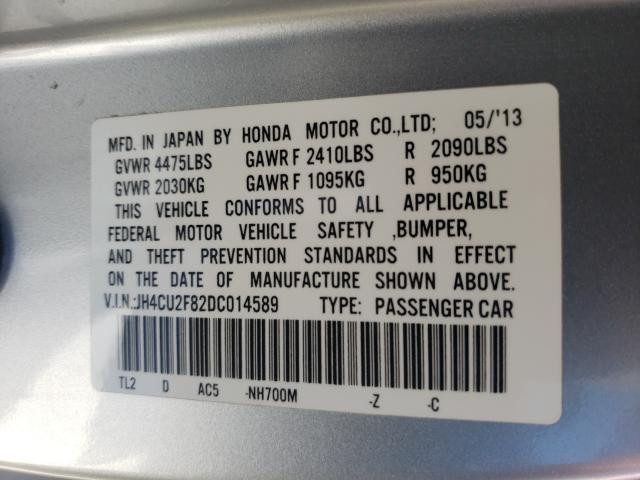 MFD. IN JAPAN BY HONDA MOTOR CO.,LTD; 05/'13
GVWR 4475LBS GAWR F 2410LBS R 2090LBS
GVWR 2030KG GAWR F 1095KG R 950KG
THIS VEHICLE CONFORMS TO ALL APPLICABLE
FEDERAL MOTOR VEHICLE SAFETY ,BUMPER,
AND THEFT PREVENTION STANDARDS IN EFFECT
ON THE DATE OF MANUFACTURE SHOWN ABOVE.
V.I.N.:JH4CU2F82DC014589 TYPE: PASSENGER CAR
TL2 D AC5 -NH700M -Z -C